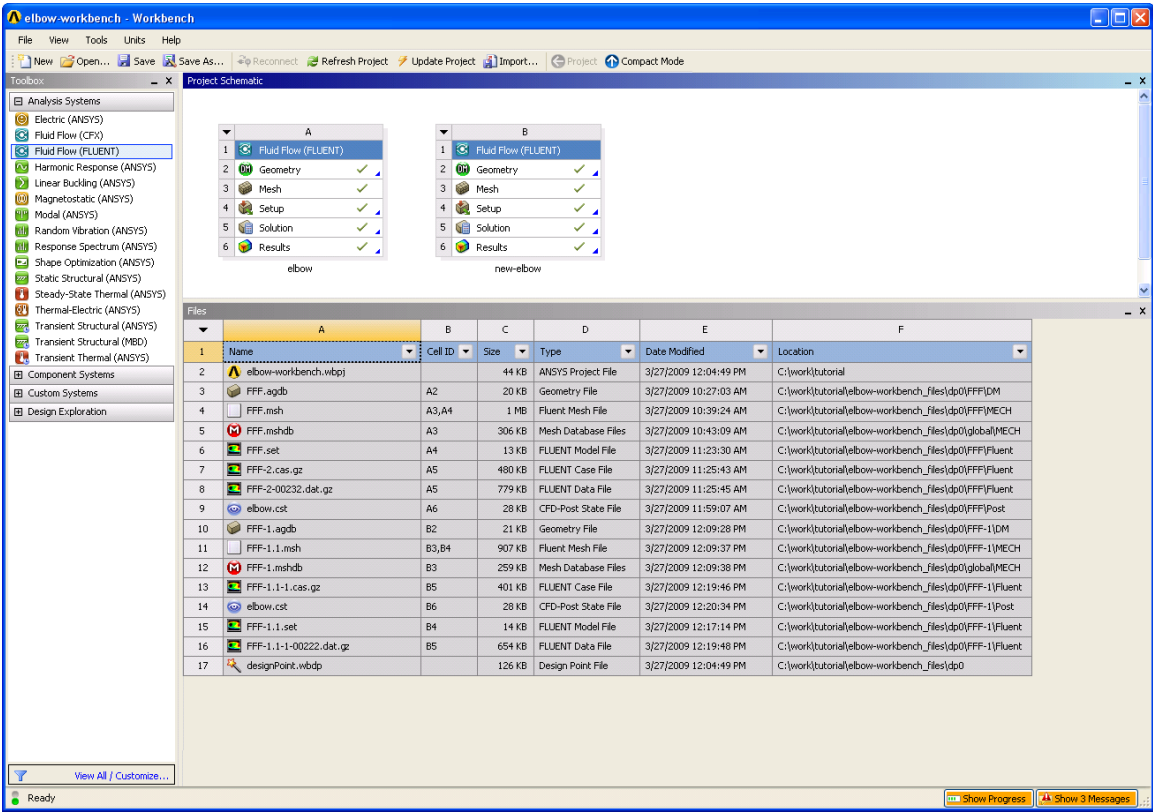 elbow-workbench - Workbench
File View Tools Units Help
New Open... Save Save As... Reconnect Refresh Project Update Project Import... Project Compact Mode
Toolbox
Analysis Systems
Electric (ANSYS)
Fluid Flow (CFX)
Fluid Flow (FLUENT)
Harmonic Response (ANSYS)
Linear Buckling (ANSYS)
Magnetostatic (ANSYS)
Modal (ANSYS)
Random Vibration (ANSYS)
Response Spectrum (ANSYS)
Shape Optimization (ANSYS)
Static Structural (ANSYS)
Steady-State Thermal (ANSYS)
Thermal-Electric (ANSYS)
Transient Structural (ANSYS)
Transient Structural (MBD)
Transient Thermal (ANSYS)
Component Systems
Custom Systems
Design Exploration
View All / Customize...
Project Schematic
A
1 Fluid Flow (FLUENT)
2 Geometry
3 Mesh
4 Setup
5 Solution
6 Results
elbow
B
1 Fluid Flow (FLUENT)
2 Geometry
3 Mesh
4 Setup
5 Solution
6 Results
new-elbow
Files
A B C D E F
1 Name Cell ID Size Type Date Modified Location
2 elbow-workbench.wbpj 44 KB ANSYS Project File 3/27/2009 12:04:49 PM C:\work\tutorial
3 FFF.agdb A2 20 KB Geometry File 3/27/2009 10:27:03 AM C:\work\tutorial\elbow-workbench_files\dp0\FFF\DM
4 FFF.msh A3,A4 1 MB Fluent Mesh File 3/27/2009 10:39:24 AM C:\work\tutorial\elbow-workbench_files\dp0\FFF\MECH
5 FFF.mshdb A3 306 KB Mesh Database Files 3/27/2009 10:43:09 AM C:\work\tutorial\elbow-workbench_files\dp0\global\MECH
6 FFF.set A4 13 KB FLUENT Model File 3/27/2009 11:23:30 AM C:\work\tutorial\elbow-workbench_files\dp0\FFF\Fluent
7 FFF-2.cas.gz A5 480 KB FLUENT Case File 3/27/2009 11:25:43 AM C:\work\tutorial\elbow-workbench_files\dp0\FFF\Fluent
8 FFF-2-00232.dat.gz A5 779 KB FLUENT Data File 3/27/2009 11:25:45 AM C:\work\tutorial\elbow-workbench_files\dp0\FFF\Fluent
9 elbow.cst A6 28 KB CFD-Post State File 3/27/2009 11:59:07 AM C:\work\tutorial\elbow-workbench_files\dp0\FFF\Post
10 FFF-1.agdb B2 21 KB Geometry File 3/27/2009 12:09:28 PM C:\work\tutorial\elbow-workbench_files\dp0\FFF-1\DM
11 FFF-1.1.msh B3,B4 907 KB Fluent Mesh File 3/27/2009 12:09:37 PM C:\work\tutorial\elbow-workbench_files\dp0\FFF-1\MECH
12 FFF-1.mshdb B3 259 KB Mesh Database Files 3/27/2009 12:09:38 PM C:\work\tutorial\elbow-workbench_files\dp0\global\MECH
13 FFF-1.1-1.cas.gz B5 401 KB FLUENT Case File 3/27/2009 12:19:46 PM C:\work\tutorial\elbow-workbench_files\dp0\FFF-1\Fluent
14 elbow.cst B6 28 KB CFD-Post State File 3/27/2009 12:20:34 PM C:\work\tutorial\elbow-workbench_files\dp0\FFF-1\Post
15 FFF-1.1.set B4 14 KB FLUENT Model File 3/27/2009 12:17:14 PM C:\work\tutorial\elbow-workbench_files\dp0\FFF-1\Fluent
16 FFF-1.1-1-00222.dat.gz B5 654 KB FLUENT Data File 3/27/2009 12:19:48 PM C:\work\tutorial\elbow-workbench_files\dp0\FFF-1\Fluent
17 designPoint.wbdp 126 KB Design Point File 3/27/2009 12:04:49 PM C:\work\tutorial\elbow-workbench_files\dp0
Ready Show Progress Show 3 Messages